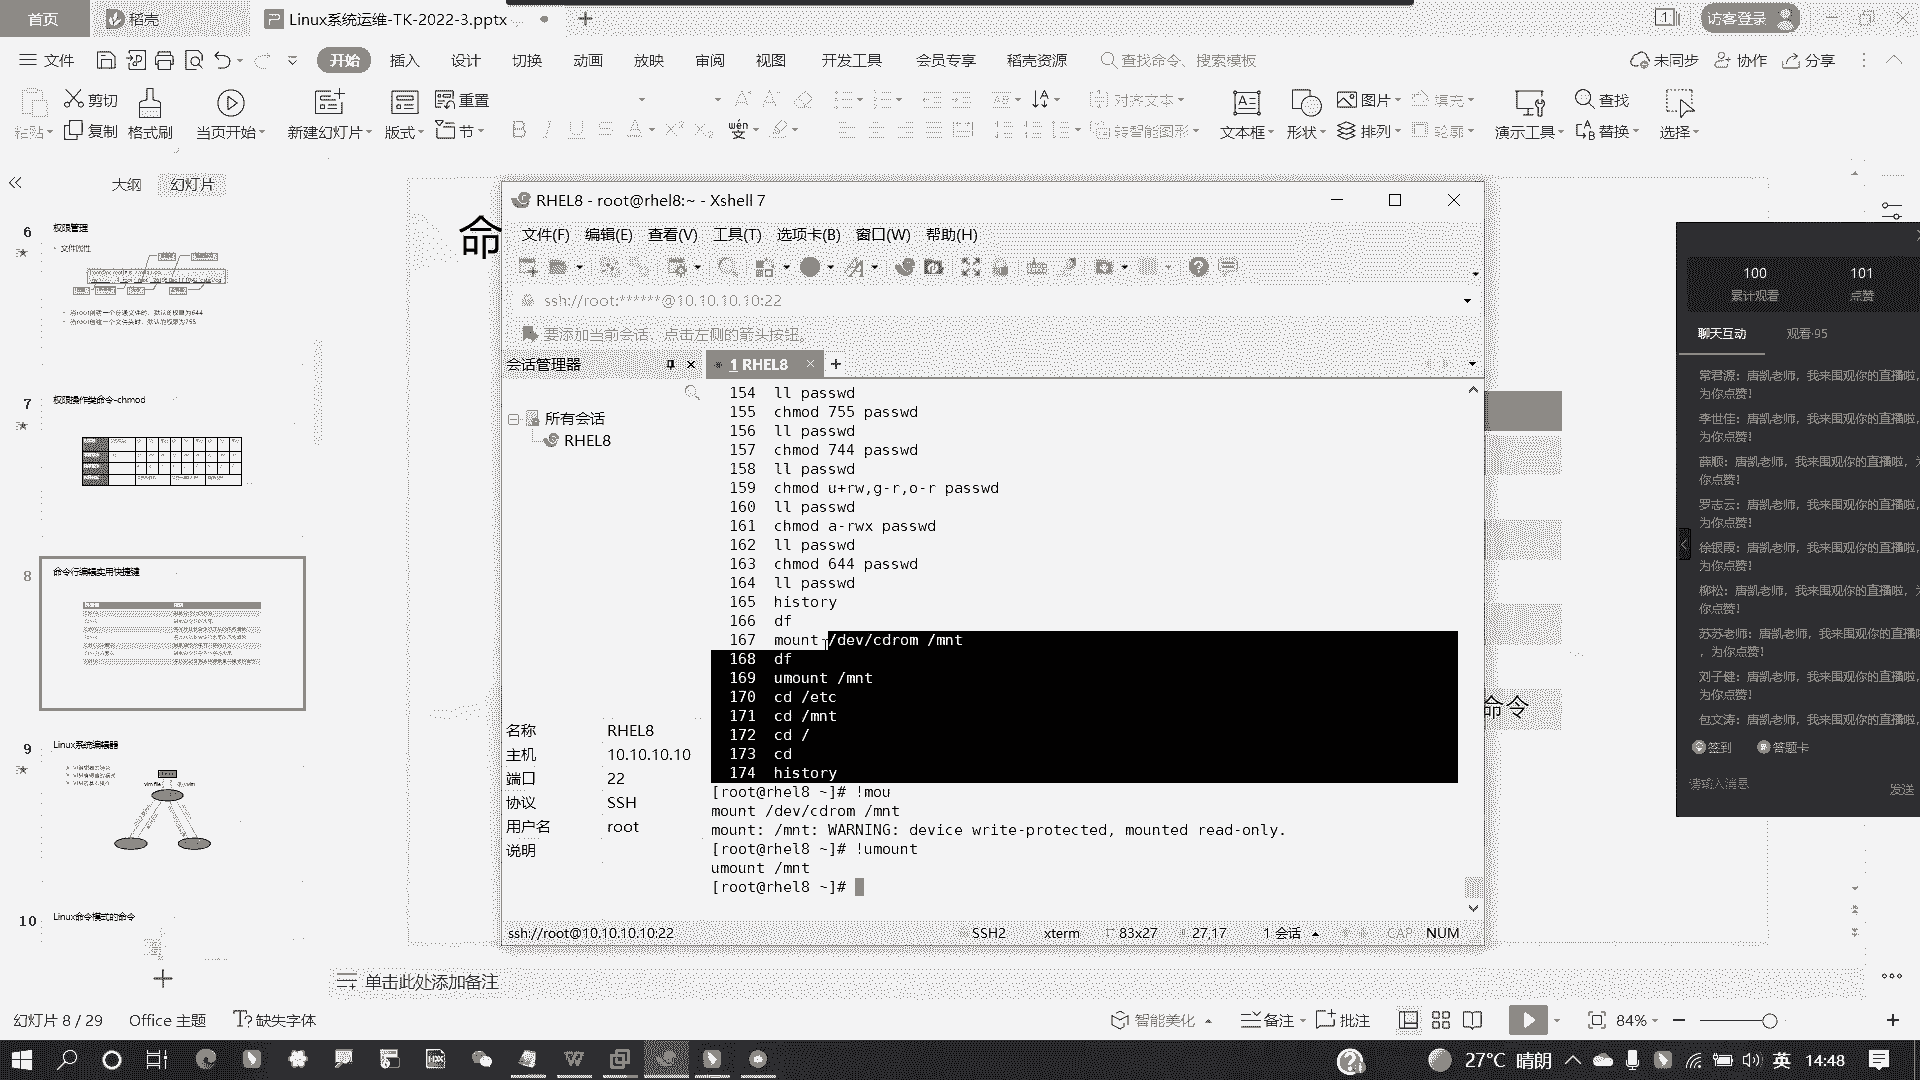 首页
稻壳
Linux系统运维-TK-2022-3.pptx
访客登录
文件
开始
插入
设计
切换
动画
放映
审阅
视图
开发工具
会员专享
稻壳资源
查找命令、搜索模板
未同步
协作
分享
粘贴
剪切
复制
格式刷
当页开始
新建幻灯片
版式
重置
节
对齐文本
转智能图形
文本框
形状
图片
排列
填充
轮廓
演示工具
查找
替换
选择
大纲
幻灯片
6
权限管理
文件属性
7
权限操作类命令-chmod
8
命令行编辑实用快捷键
9
Linux系统编辑器
10
Linux命令模式的命令
命
命令
RHEL8 - root@rhel8:~ - Xshell 7
文件(F) 编辑(E) 查看(V) 工具(T) 选项卡(B) 窗口(W) 帮助(H)
ssh://root:******@10.10.10.10:22
要添加当前会话，点击左侧的箭头按钮。
会话管理器
1 RHEL8
所有会话
RHEL8
名称 RHEL8
主机 10.10.10.10
端口 22
协议 SSH
用户名 root
说明
154 ll passwd
155 chmod 755 passwd
156 ll passwd
157 chmod 744 passwd
158 ll passwd
159 chmod u+rw,g-r,o-r passwd
160 ll passwd
161 chmod a-rwx passwd
162 ll passwd
163 chmod 644 passwd
164 ll passwd
165 history
166 df
167 mount /dev/cdrom /mnt
168 df
169 umount /mnt
170 cd /etc
171 cd /mnt
172 cd /
173 cd
174 history
[root@rhel8 ~]# !mou
mount /dev/cdrom /mnt
mount: /mnt: WARNING: device write-protected, mounted read-only.
[root@rhel8 ~]# !umount
umount /mnt
[root@rhel8 ~]#
ssh://root@10.10.10.10:22
SSH2
xterm
83x27
27,17
1 会话
CAP
NUM
100
累计观看
101
点赞
聊天互动
观看·95
常君源：唐凯老师，我来围观你的直播啦，
为你点赞！
李世佳：唐凯老师，我来围观你的直播啦，
为你点赞！
薛顺：唐凯老师，我来围观你的直播啦，为
你点赞！
罗志云：唐凯老师，我来围观你的直播啦，
为你点赞！
徐银霞：唐凯老师，我来围观你的直播啦，
为你点赞！
柳松：唐凯老师，我来围观你的直播啦，为
你点赞！
苏苏老师：唐凯老师，我来围观你的直播啦
，为你点赞！
刘子健：唐凯老师，我来围观你的直播啦，
为你点赞！
包文涛：唐凯老师，我来围观你的直播啦，
签到
答题卡
请输入消息
发送
单击此处添加备注
幻灯片 8 / 29
Office 主题
缺失字体
智能美化
备注
批注
84%
27°C 晴朗
英
14:48